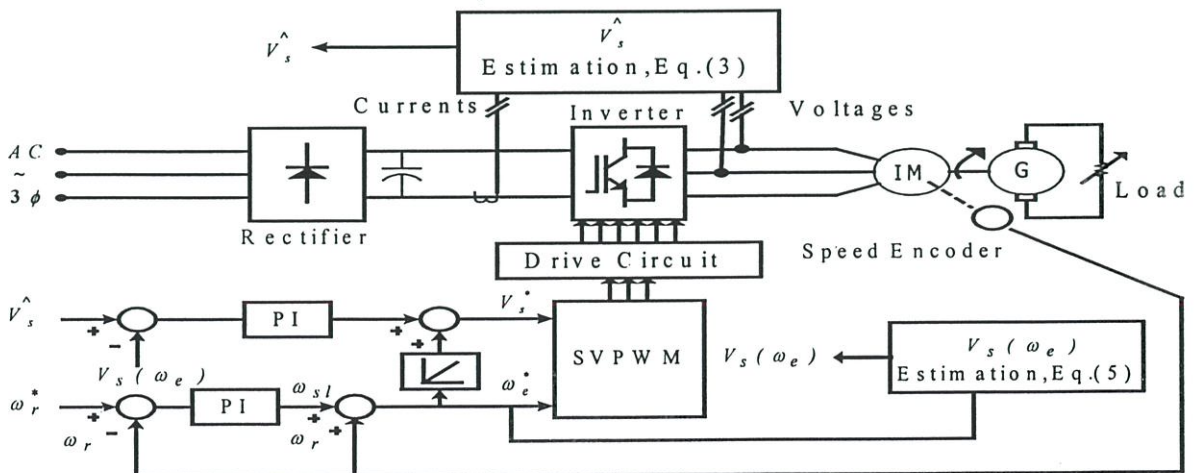 V̂s
V̂s
Estimation,Eq.(3)
Currents
Inverter
Voltages
AC
~
3 ϕ
IM
G
Load
Rectifier
Speed Encoder
Drive Circuit
V̂s
+
-
PI
+
+
Vs*
SVPWM
Vs (ωe)
Vs (ωe)
Estimation,Eq.(5)
Vs (ωe)
ωr*
+
-
ωr
PI
ωsl
+
+
ωr
ωe*